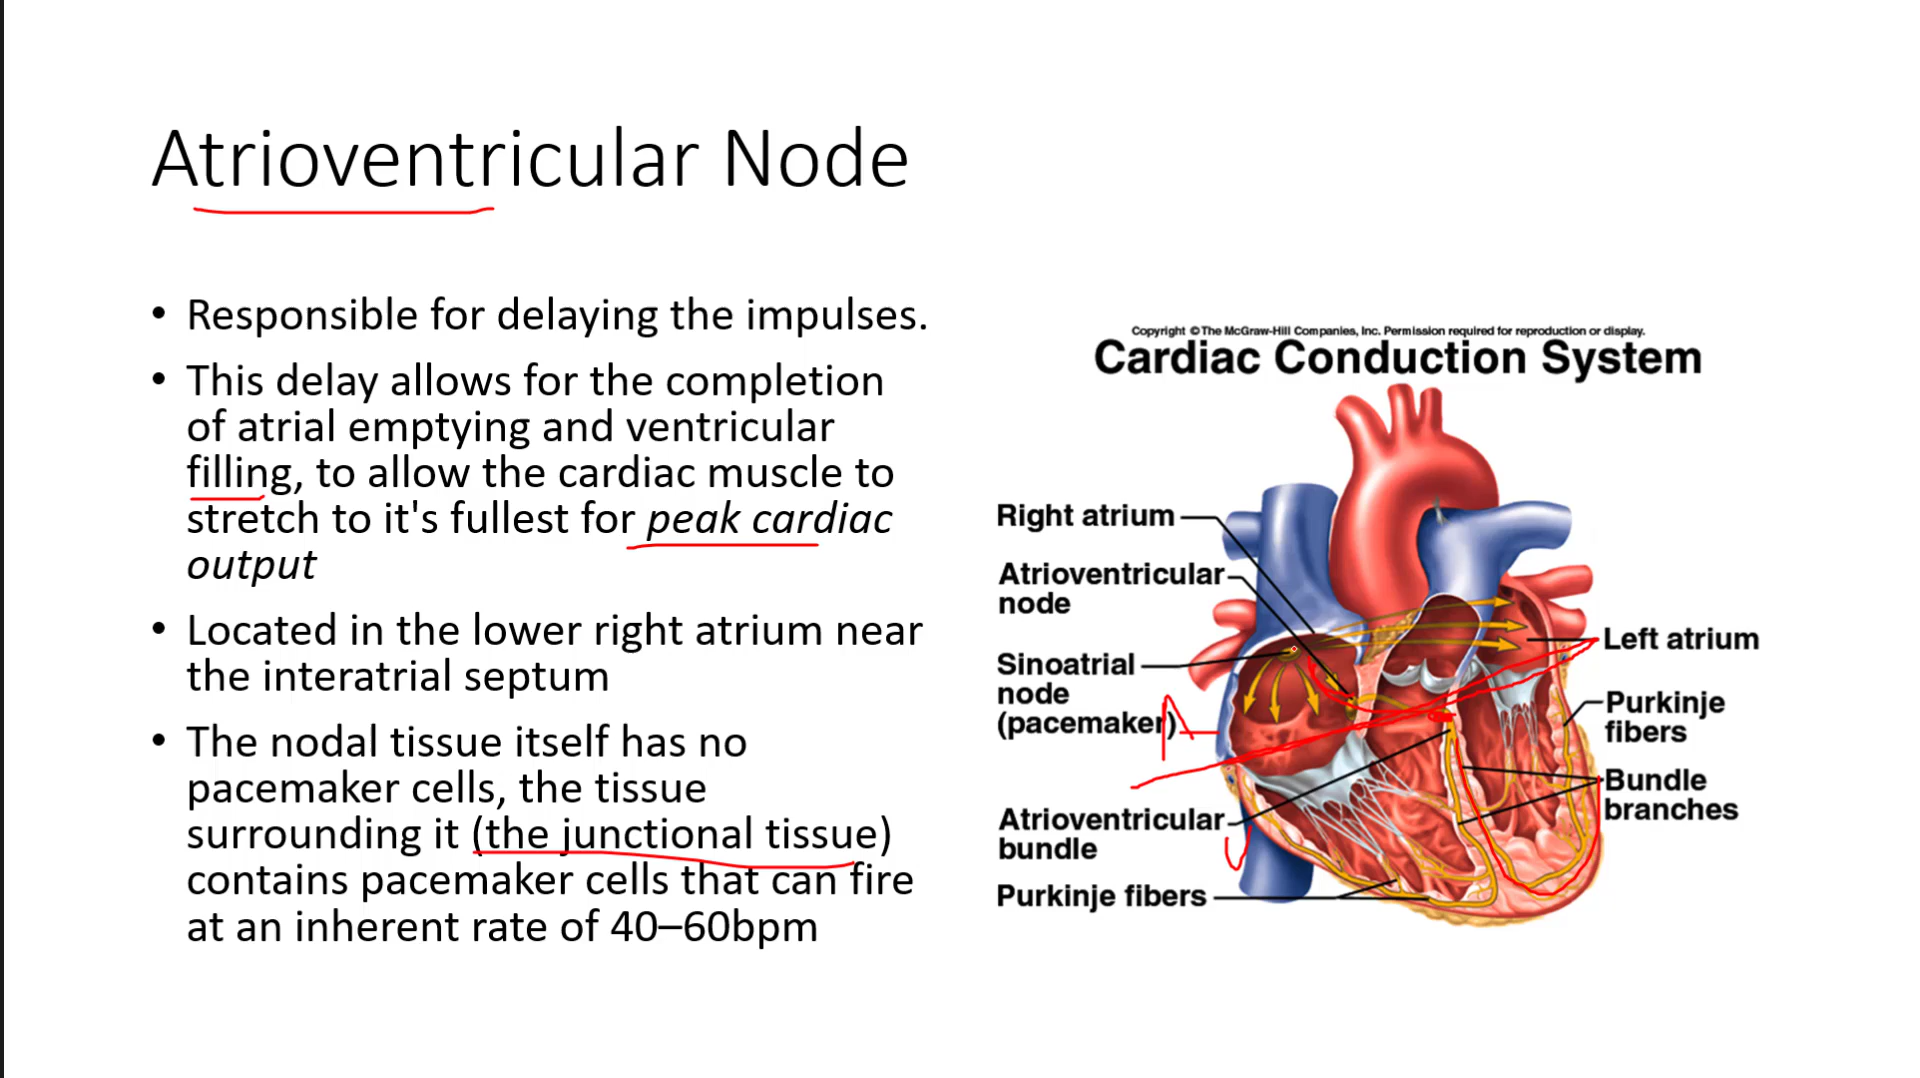 Atrioventricular Node
• Responsible for delaying the impulses.
• This delay allows for the completion
of atrial emptying and ventricular
filling, to allow the cardiac muscle to
stretch to it's fullest for peak cardiac
output
• Located in the lower right atrium near
the interatrial septum
• The nodal tissue itself has no
pacemaker cells, the tissue
surrounding it (the junctional tissue)
contains pacemaker cells that can fire
at an inherent rate of 40–60bpm
Copyright © The McGraw-Hill Companies, Inc. Permission required for reproduction or display.
Cardiac Conduction System
Right atrium
Atrioventricular
node
Sinoatrial
node
(pacemaker)
A
Atrioventricular
bundle
U
Purkinje fibers
Left atrium
Purkinje
fibers
Bundle
branches